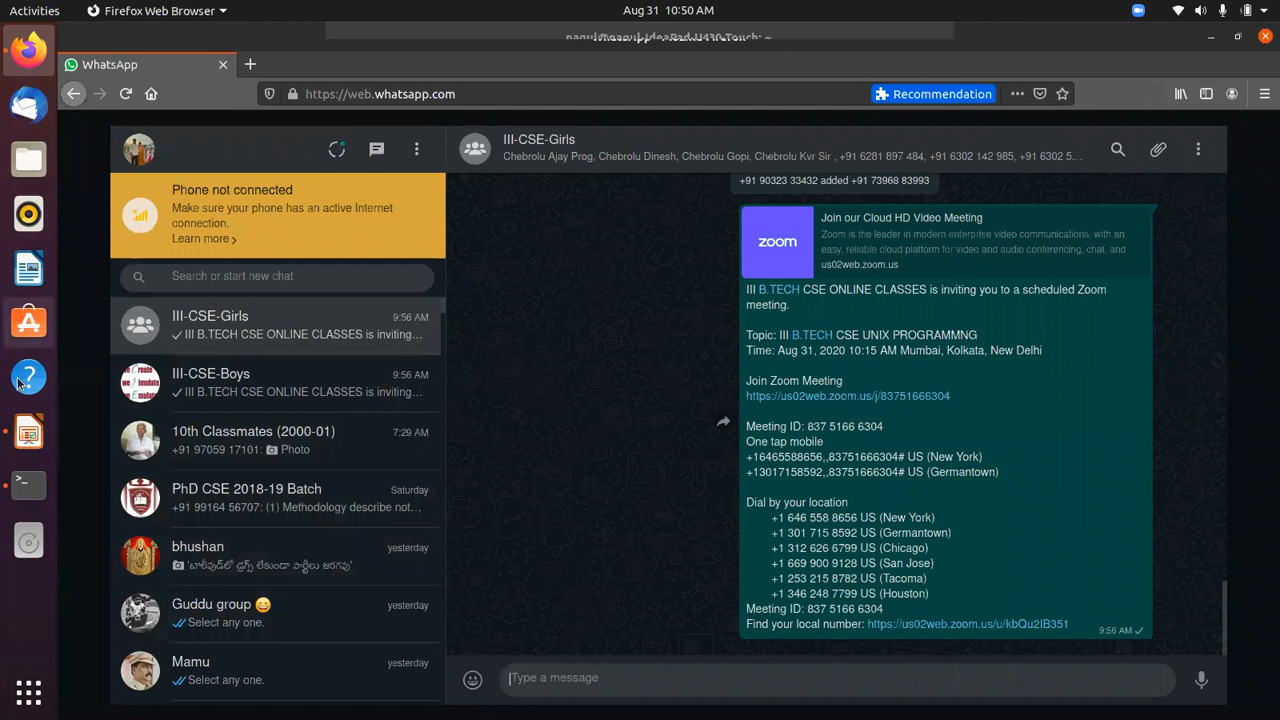 Activities
Firefox Web Browser
Aug 31 10:50 AM
WhatsApp
https://web.whatsapp.com
Recommendation
III-CSE-Girls
Chebrolu Ajay Prog, Chebrolu Dinesh, Chebrolu Gopi, Chebrolu Kvr Sir , +91 6281 897 484, +91 6302 142 985, +91 6302 5...
Phone not connected
Make sure your phone has an active Internet
connection.
Learn more
Search or start new chat
III-CSE-Girls
9:56 AM
III B.TECH CSE ONLINE CLASSES is inviting...
III-CSE-Boys
9:56 AM
III B.TECH CSE ONLINE CLASSES is inviting...
10th Classmates (2000-01)
7:29 AM
+91 97059 17101: Photo
PhD CSE 2018-19 Batch
Saturday
+91 99164 56707: (1) Methodology describe not...
bhushan
yesterday
'టాలీవుడ్‌లో డ్రగ్స్ లేకుండా పార్టీలు జరగవు'
Guddu group
yesterday
Select any one.
Mamu
yesterday
Select any one.
+91 90323 33432 added +91 73968 83993
zoom
Join our Cloud HD Video Meeting
Zoom is the leader in modern enterprise video communications, with an
easy, reliable cloud platform for video and audio conferencing, chat, and
us02web.zoom.us
III B.TECH CSE ONLINE CLASSES is inviting you to a scheduled Zoom
meeting.
Topic: III B.TECH CSE UNIX PROGRAMMNG
Time: Aug 31, 2020 10:15 AM Mumbai, Kolkata, New Delhi
Join Zoom Meeting
https://us02web.zoom.us/j/83751666304
Meeting ID: 837 5166 6304
One tap mobile
+16465588656,,83751666304# US (New York)
+13017158592,,83751666304# US (Germantown)
Dial by your location
+1 646 558 8656 US (New York)
+1 301 715 8592 US (Germantown)
+1 312 626 6799 US (Chicago)
+1 669 900 9128 US (San Jose)
+1 253 215 8782 US (Tacoma)
+1 346 248 7799 US (Houston)
Meeting ID: 837 5166 6304
Find your local number: https://us02web.zoom.us/u/kbQu2IB351
9:56 AM
Type a message